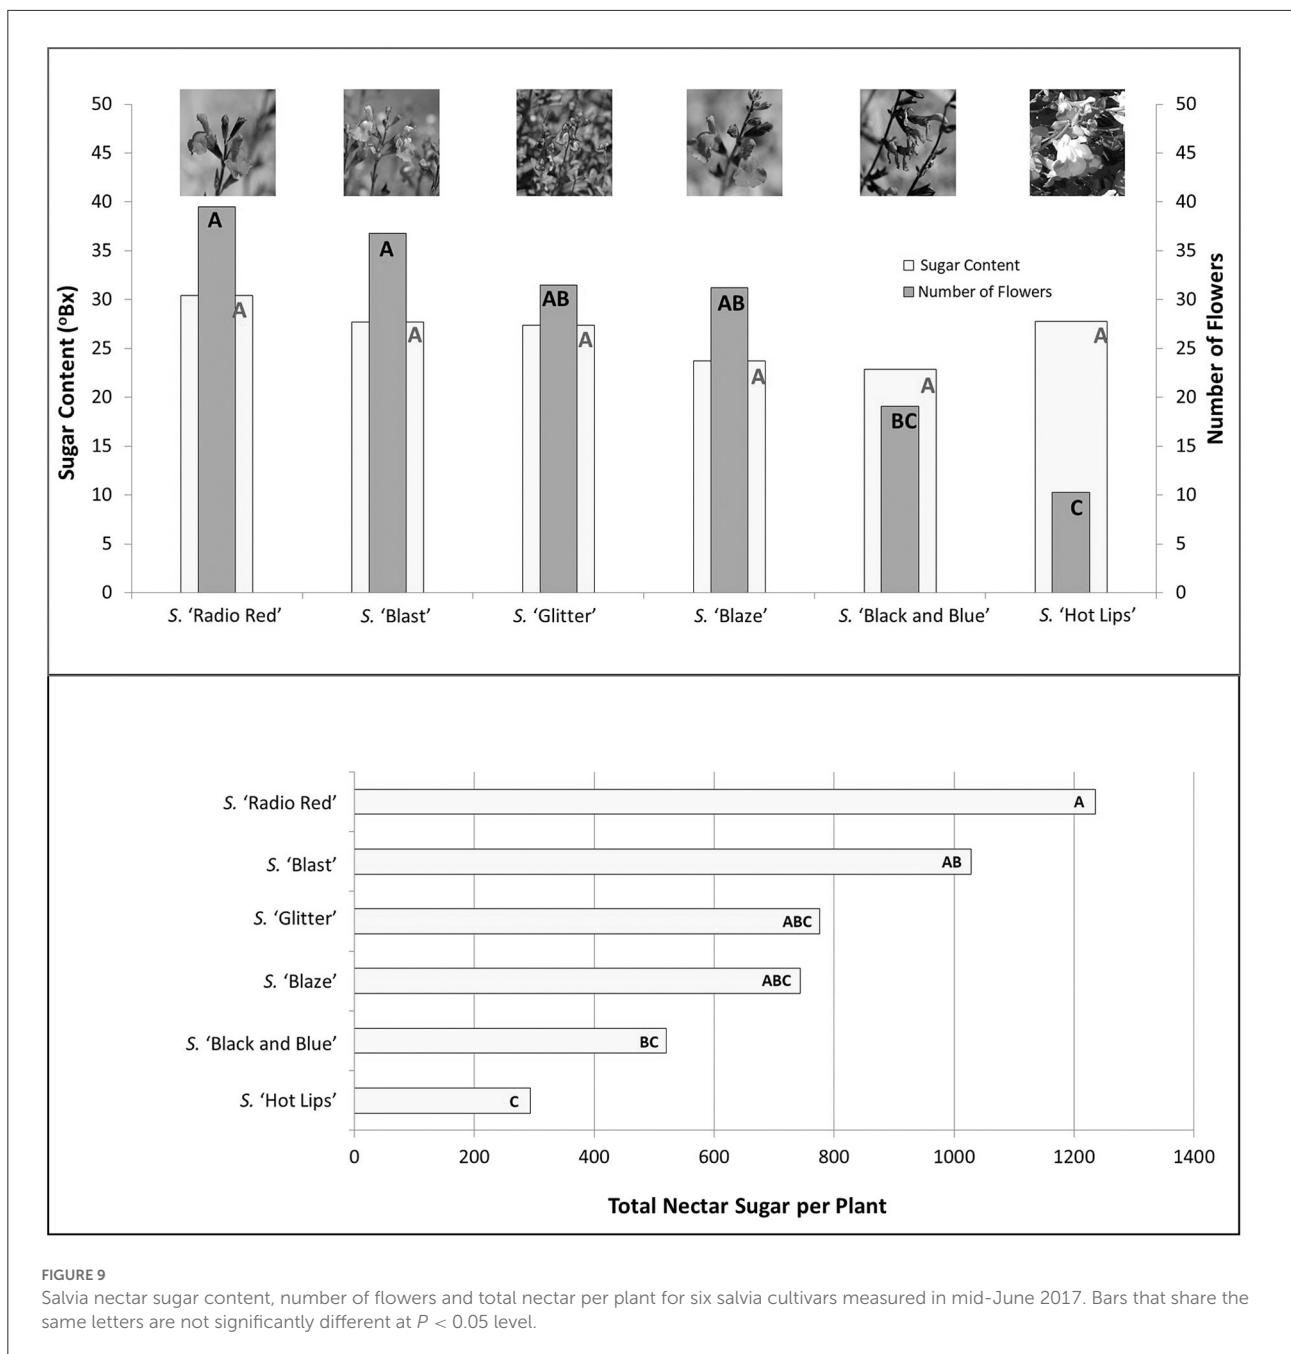 50
45
40
35
30
25
20
15
10
5
0
Sugar Content (ºBx)
A
A
A
A
AB
A
AB
A
BC
A
C
A
Sugar Content
Number of Flowers
50
45
40
35
30
25
20
15
10
5
0
Number of Flowers
S. ‘Radio Red’ S. ‘Blast’ S. ‘Glitter’ S. ‘Blaze’ S. ‘Black and Blue’ S. ‘Hot Lips’
S. ‘Radio Red’ A
S. ‘Blast’ AB
S. ‘Glitter’ ABC
S. ‘Blaze’ ABC
S. ‘Black and Blue’ BC
S. ‘Hot Lips’ C
0 200 400 600 800 1000 1200 1400
Total Nectar Sugar per Plant
FIGURE 9
Salvia nectar sugar content, number of flowers and total nectar per plant for six salvia cultivars measured in mid-June 2017. Bars that share the
same letters are not significantly different at P < 0.05 level.